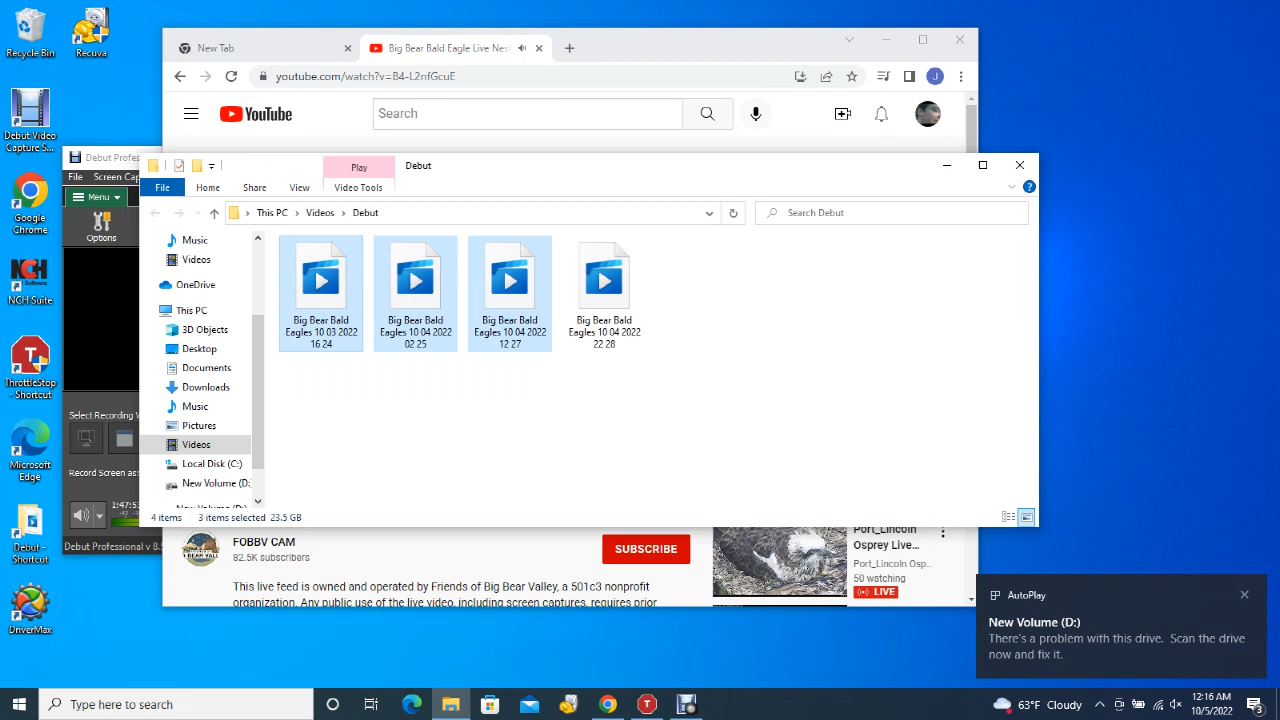 Recycle Bin
Recuva
Debut Video
Capture S...
Google
Chrome
NCH
Software
NCH Suite
T
ThrottleStop
- Shortcut
Microsoft
Edge
Debut -
Shortcut
DriverMax
New Tab
Big Bear Bald Eagle Live Nest
youtube.com/watch?v=B4-L2nfGcuE
J
YouTube
Search
Debut Profes
File Screen Cap
Menu
Options
Select Recording
Record Screen as:
1:47:53
Debut Professional v 8.
Play
Debut
File
Home
Share
View
Video Tools
This PC
Videos
Debut
Search Debut
Music
Videos
OneDrive
This PC
3D Objects
Desktop
Documents
Downloads
Music
Pictures
Videos
Local Disk (C:)
New Volume (D:
New Volume (D:)
Big Bear Bald
Eagles 10 03 2022
16 24
Big Bear Bald
Eagles 10 04 2022
02 25
Big Bear Bald
Eagles 10 04 2022
12 27
Big Bear Bald
Eagles 10 04 2022
22 28
4 items
3 items selected 23.5 GB
FOBBV CAM
82.5K subscribers
SUBSCRIBE
This live feed is owned and operated by Friends of Big Bear Valley, a 501c3 nonprofit
organization. Any public use of the live video, including screen captures, requires prior
Port_Lincoln
Osprey Live...
Port_Lincoln Osp...
50 watching
LIVE
AutoPlay
New Volume (D:)
There's a problem with this drive. Scan the drive
now and fix it.
Type here to search
T
63°F Cloudy
12:16 AM
10/5/2022
3